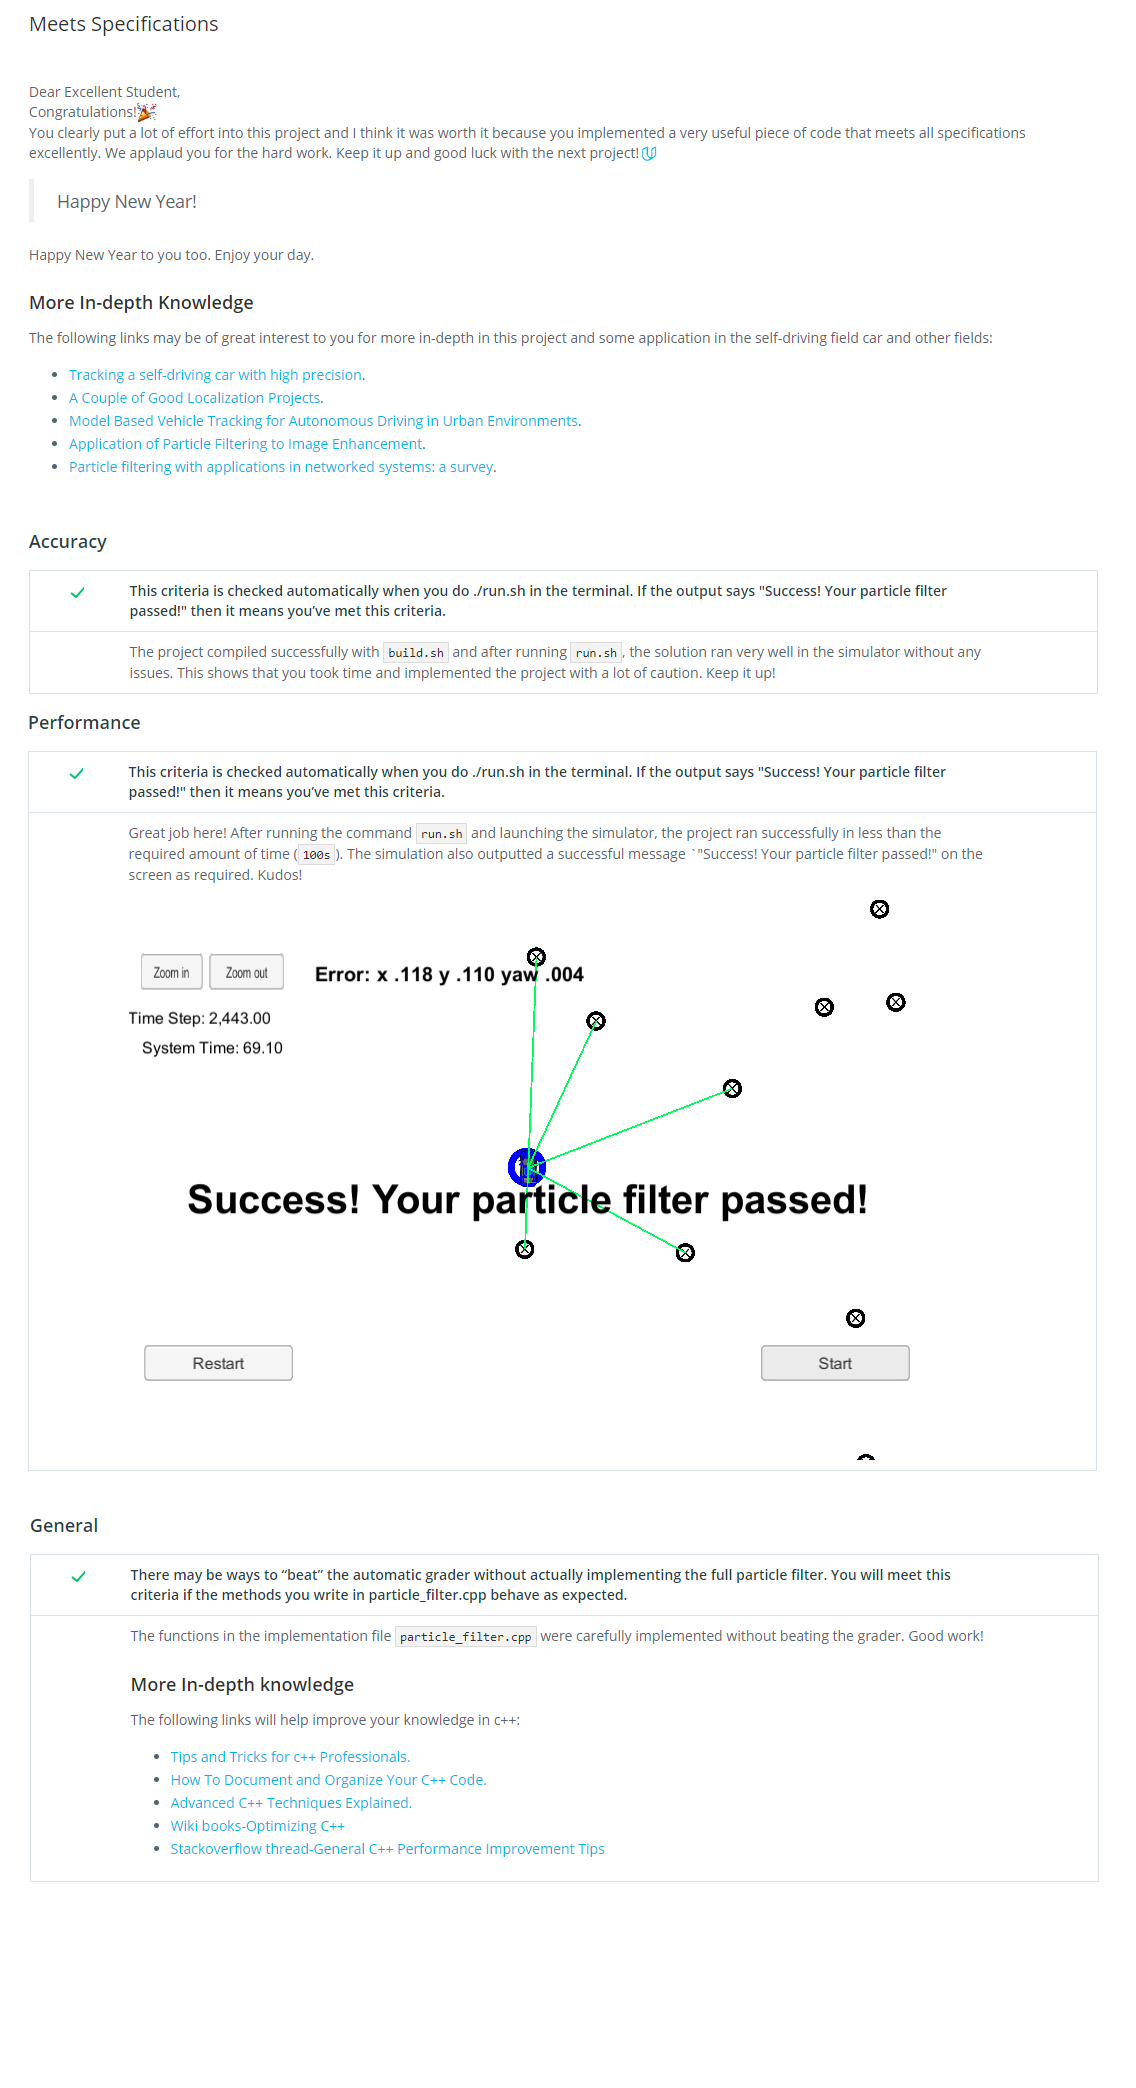 Meets Specifications
Dear Excellent Student,
Congratulations!🎉
You clearly put a lot of effort into this project and I think it was worth it because you implemented a very useful piece of code that meets all specifications
excellently. We applaud you for the hard work. Keep it up and good luck with the next project!
Happy New Year!
Happy New Year to you too. Enjoy your day.
More In-depth Knowledge
The following links may be of great interest to you for more in-depth in this project and some application in the self-driving field car and other fields:
• Tracking a self-driving car with high precision.
• A Couple of Good Localization Projects.
• Model Based Vehicle Tracking for Autonomous Driving in Urban Environments.
• Application of Particle Filtering to Image Enhancement.
• Particle filtering with applications in networked systems: a survey.
Accuracy
This criteria is checked automatically when you do ./run.sh in the terminal. If the output says "Success! Your particle filter
passed!" then it means you’ve met this criteria.
The project compiled successfully with build.sh and after running run.sh, the solution ran very well in the simulator without any
issues. This shows that you took time and implemented the project with a lot of caution. Keep it up!
Performance
This criteria is checked automatically when you do ./run.sh in the terminal. If the output says "Success! Your particle filter
passed!" then it means you’ve met this criteria.
Great job here! After running the command run.sh and launching the simulator, the project ran successfully in less than the
required amount of time (100s). The simulation also outputted a successful message `"Success! Your particle filter passed!" on the
screen as required. Kudos!
Zoom in Zoom out Error: x .118 y .110 yaw .004
Time Step: 2,443.00
System Time: 69.10
Success! Your particle filter passed!
Restart Start
General
There may be ways to “beat” the automatic grader without actually implementing the full particle filter. You will meet this
criteria if the methods you write in particle_filter.cpp behave as expected.
The functions in the implementation file particle_filter.cpp were carefully implemented without beating the grader. Good work!
More In-depth knowledge
The following links will help improve your knowledge in c++:
• Tips and Tricks for c++ Professionals.
• How To Document and Organize Your C++ Code.
• Advanced C++ Techniques Explained.
• Wiki books-Optimizing C++
• Stackoverflow thread-General C++ Performance Improvement Tips